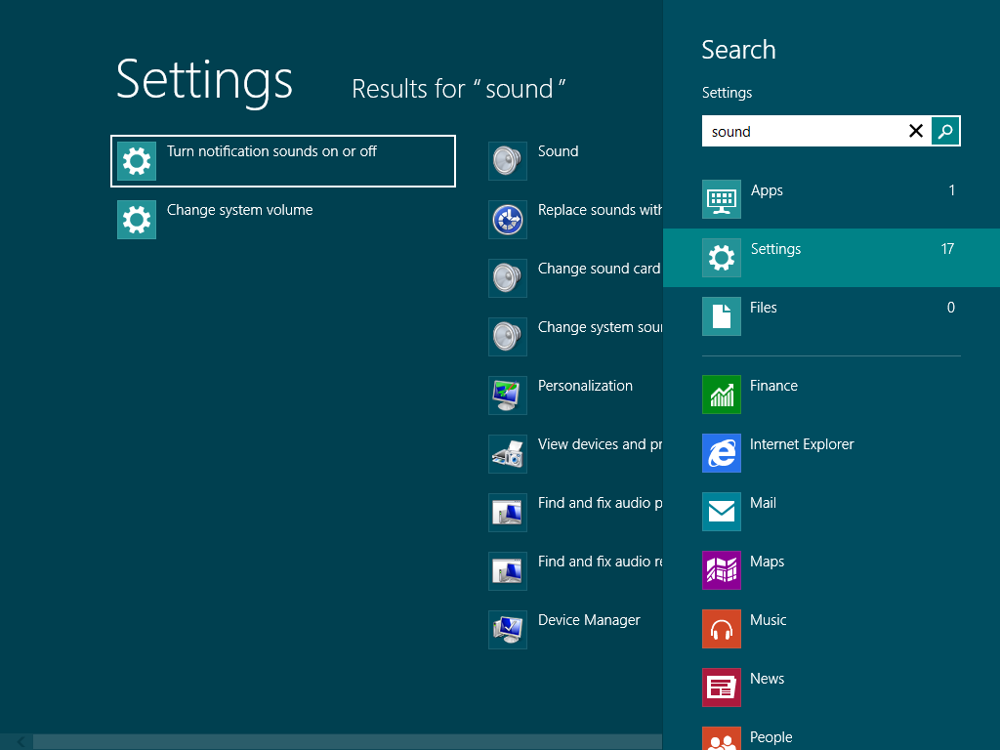 Settings
Results for “sound”
Turn notification sounds on or off
Change system volume
Sound
Replace sounds with
Change sound card
Change system sou
Personalization
View devices and pr
Find and fix audio p
Find and fix audio re
Device Manager
Search
Settings
sound
Apps 1
Settings 17
Files 0
Finance
Internet Explorer
Mail
Maps
Music
News
People